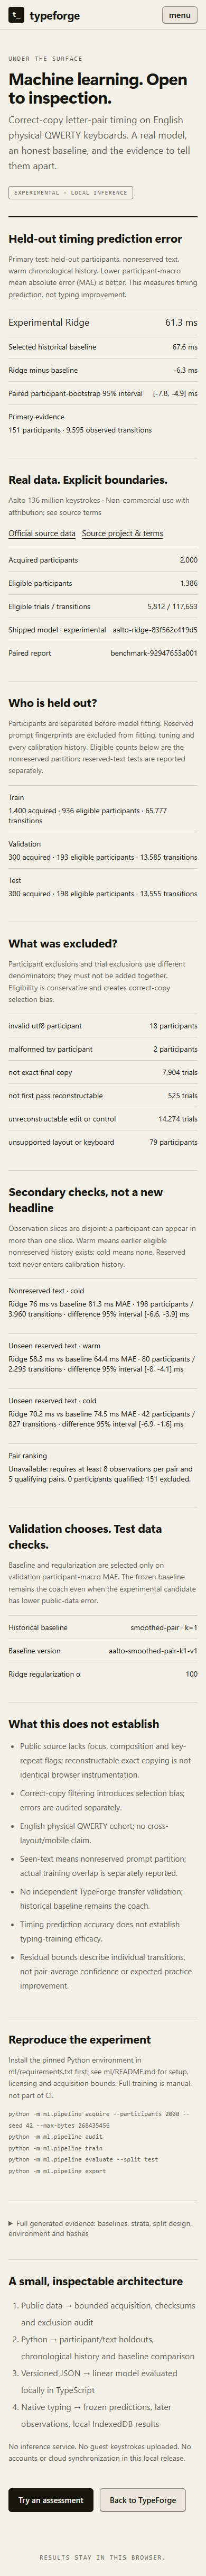 t_ typeforge
menu
UNDER THE SURFACE
Machine learning. Open
to inspection.
Correct-copy letter-pair timing on English
physical QWERTY keyboards. A real model,
an honest baseline, and the evidence to tell
them apart.
EXPERIMENTAL · LOCAL INFERENCE
Held-out timing prediction error
Primary test: held-out participants, nonreserved text,
warm chronological history. Lower participant-macro
mean absolute error (MAE) is better. This measures timing
prediction, not typing improvement.
Experimental Ridge 61.3 ms
Selected historical baseline 67.6 ms
Ridge minus baseline -6.3 ms
Paired participant-bootstrap 95% interval [-7.8, -4.9] ms
Primary evidence
151 participants · 9,595 observed transitions
Real data. Explicit boundaries.
Aalto 136 million keystrokes · Non-commercial use with
attribution; see source terms
Official source data Source project & terms
Acquired participants 2,000
Eligible participants 1,386
Eligible trials / transitions 5,812 / 117,653
Shipped model · experimental aalto-ridge-83f562c419d5
Paired report benchmark-92947653a001
Who is held out?
Participants are separated before model fitting. Reserved
prompt fingerprints are excluded from fitting, tuning and
every calibration history. Eligible counts below are the
nonreserved partition; reserved-text tests are reported
separately.
Train
1,400 acquired · 936 eligible participants · 65,777
transitions
Validation
300 acquired · 193 eligible participants · 13,585 transitions
Test
300 acquired · 198 eligible participants · 13,555 transitions
What was excluded?
Participant exclusions and trial exclusions use different
denominators; they must not be added together.
Eligibility is conservative and creates correct-copy
selection bias.
invalid utf8 participant 18 participants
malformed tsv participant 2 participants
not exact final copy 7,904 trials
not first pass reconstructable 525 trials
unreconstructable edit or control 14,274 trials
unsupported layout or keyboard 79 participants
Secondary checks, not a new
headline
Observation slices are disjoint; a participant can appear in
more than one slice. Warm means earlier eligible
nonreserved history exists; cold means none. Reserved
text never enters calibration history.
Nonreserved text · cold
Ridge 76 ms vs baseline 81.3 ms MAE · 198 participants /
3,960 transitions · difference 95% interval [-6.6, -3.9] ms
Unseen reserved text · warm
Ridge 58.3 ms vs baseline 64.4 ms MAE · 80 participants /
2,293 transitions · difference 95% interval [-8, -4.1] ms
Unseen reserved text · cold
Ridge 70.2 ms vs baseline 74.5 ms MAE · 42 participants /
827 transitions · difference 95% interval [-6.9, -1.6] ms
Pair ranking
Unavailable: requires at least 8 observations per pair and
5 qualifying pairs. 0 participants qualified; 151 excluded.
Validation chooses. Test data
checks.
Baseline and regularization are selected only on
validation participant-macro MAE. The frozen baseline
remains the coach even when the experimental candidate
has lower public-data error.
Historical baseline smoothed-pair · k=1
Baseline version aalto-smoothed-pair-k1-v1
Ridge regularization α 100
What this does not establish
• Public source lacks focus, composition and key-
repeat flags; reconstructable exact copying is not
identical browser instrumentation.
• Correct-copy filtering introduces selection bias;
errors are audited separately.
• English physical QWERTY cohort; no cross-
layout/mobile claim.
• Seen-text means nonreserved prompt partition;
actual training overlap is separately reported.
• No independent TypeForge transfer validation;
historical baseline remains the coach.
• Timing prediction accuracy does not establish
typing-training efficacy.
• Residual bounds describe individual transitions,
not pair-average confidence or expected practice
improvement.
Reproduce the experiment
Install the pinned Python environment in
ml/requirements.txt first; see ml/README.md for setup,
licensing and acquisition bounds. Full training is manual,
not part of CI.
python -m ml.pipeline acquire --participants 2000 --
seed 42 --max-bytes 268435456
python -m ml.pipeline audit
python -m ml.pipeline train
python -m ml.pipeline evaluate --split test
python -m ml.pipeline export
▶ Full generated evidence: baselines, strata, split design,
environment and hashes
A small, inspectable architecture
1. Public data → bounded acquisition, checksums
and exclusion audit
2. Python → participant/text holdouts,
chronological history and baseline comparison
3. Versioned JSON → linear model evaluated
locally in TypeScript
4. Native typing → frozen predictions, later
observations, local IndexedDB results
No inference service. No guest keystrokes uploaded. No
accounts or cloud synchronization in this local release.
Try an assessment
Back to TypeForge
RESULTS STAY IN THIS BROWSER.